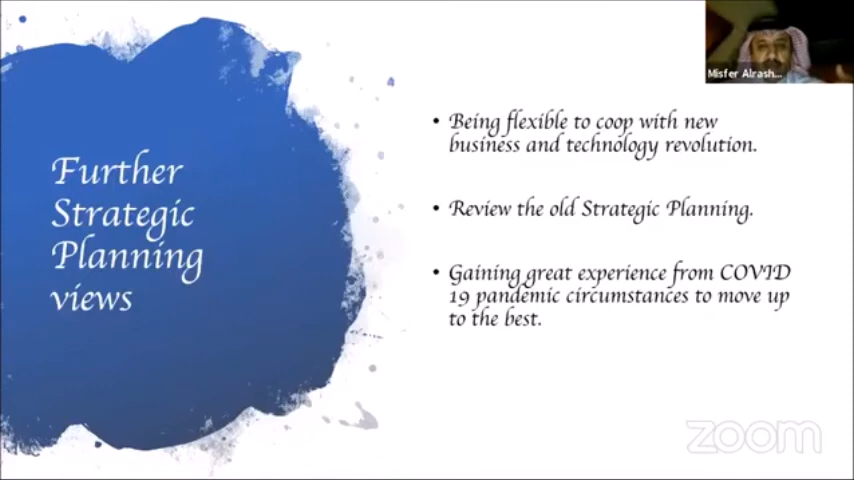 Misfer Alrash...
Further
Strategic
Planning
views
• Being flexible to coop with new
business and technology revolution.
• Review the old Strategic Planning.
• Gaining great experience from COVID
19 pandemic circumstances to move up
to the best.
zoom